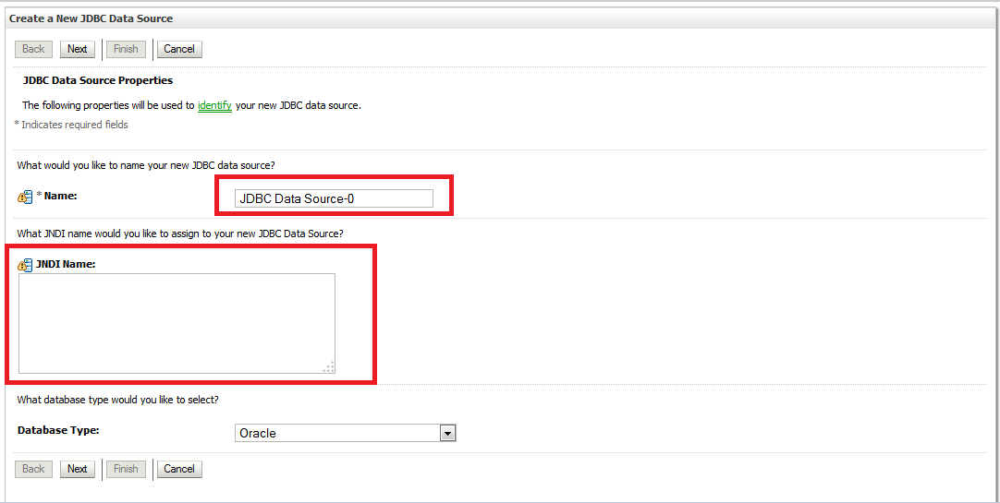 Create a New JDBC Data Source
Back Next Finish Cancel
JDBC Data Source Properties
The following properties will be used to identify your new JDBC data source.
* Indicates required fields
What would you like to name your new JDBC data source?
* Name: JDBC Data Source-0
What JNDI name would you like to assign to your new JDBC Data Source?
JNDI Name:
What database type would you like to select?
Database Type: Oracle
Back Next Finish Cancel